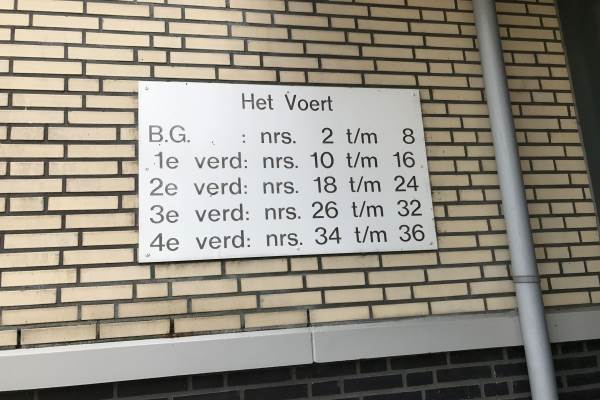 Het Voert
B.G. : nrs. 2 t/m 8
1e verd: nrs. 10 t/m 16
2e verd: nrs. 18 t/m 24
3e verd: nrs. 26 t/m 32
4e verd: nrs. 34 t/m 36